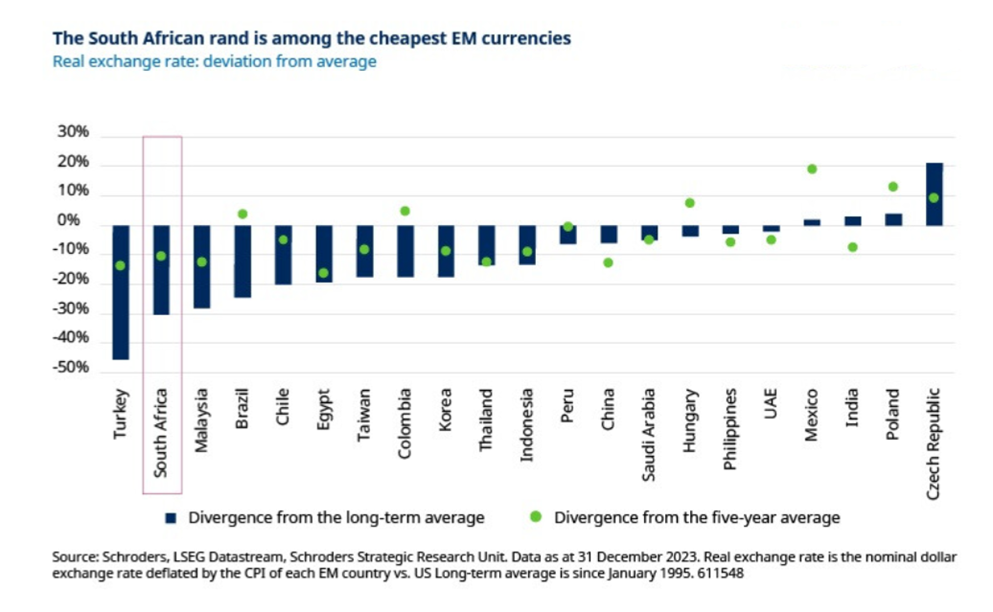 The South African rand is among the cheapest EM currencies
Real exchange rate: deviation from average
30%
20%
10%
0%
-10%
-20%
-30%
-40%
-50%
Turkey
South Africa
Malaysia
Brazil
Chile
Egypt
Taiwan
Colombia
Korea
Thailand
Indonesia
Peru
China
Saudi Arabia
Hungary
Philippines
UAE
Mexico
India
Poland
Czech Republic
Divergence from the long-term average
Divergence from the five-year average
Source: Schroders, LSEG Datastream, Schroders Strategic Research Unit. Data as at 31 December 2023. Real exchange rate is the nominal dollar
exchange rate deflated by the CPI of each EM country vs. US Long-term average is since January 1995. 611548